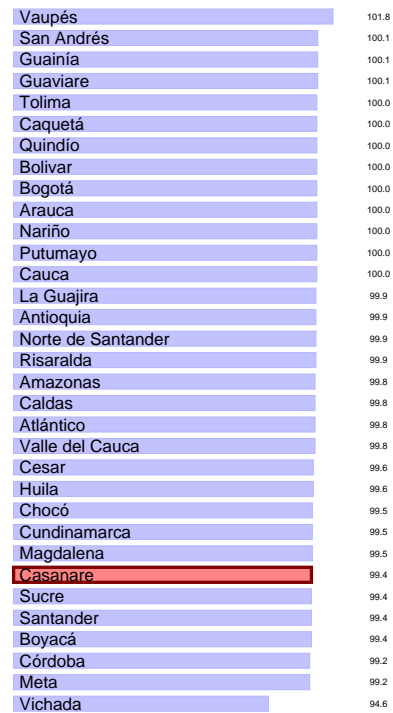 Vaupés 101.8
San Andrés 100.1
Guainía 100.1
Guaviare 100.1
Tolima 100.0
Caquetá 100.0
Quindío 100.0
Bolivar 100.0
Bogotá 100.0
Arauca 100.0
Nariño 100.0
Putumayo 100.0
Cauca 100.0
La Guajira 99.9
Antioquia 99.9
Norte de Santander 99.9
Risaralda 99.9
Amazonas 99.8
Caldas 99.8
Atlántico 99.8
Valle del Cauca 99.8
Cesar 99.6
Huila 99.6
Chocó 99.5
Cundinamarca 99.5
Magdalena 99.5
Casanare 99.4
Sucre 99.4
Santander 99.4
Boyacá 99.4
Córdoba 99.2
Meta 99.2
Vichada 94.6